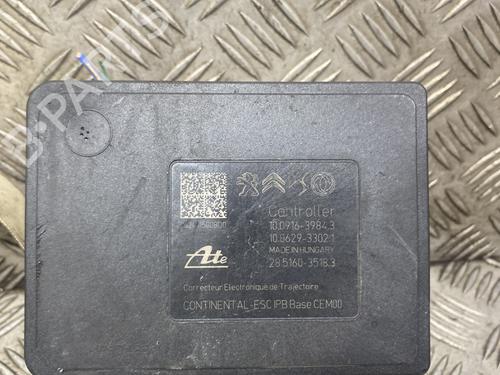 B-PARTS
Controller
10.0916-3984.3
10.0629-3302.1
MADE IN HUNGARY
28.5160-3518.3
Ate
Correcteur Electronique de Trajectoire
CONTINENTAL-ESC IPB Base CEM00